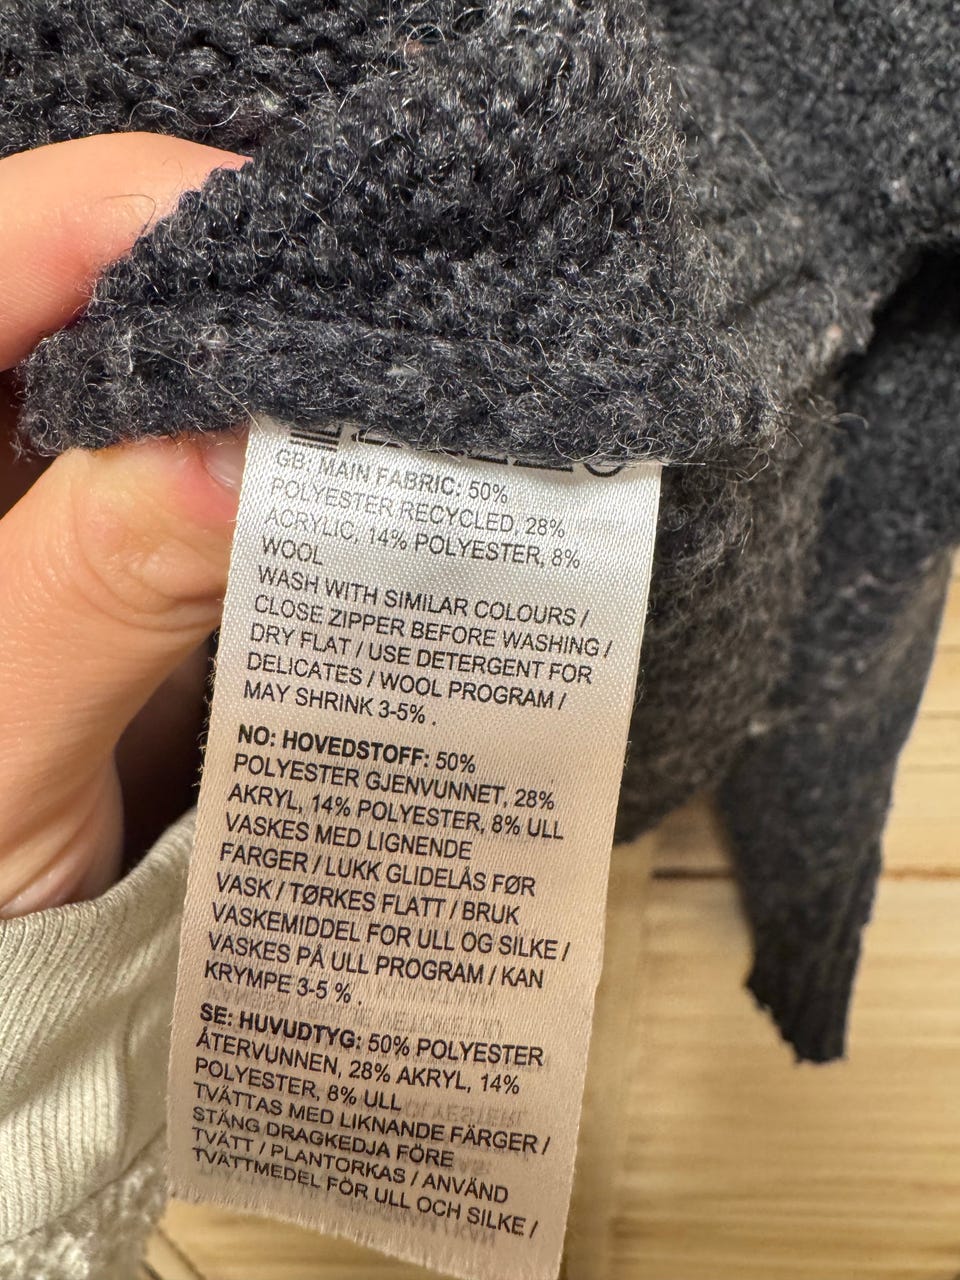 GB: MAIN FABRIC: 50%
POLYESTER RECYCLED, 28%
ACRYLIC, 14% POLYESTER, 8%
WOOL
WASH WITH SIMILAR COLOURS /
CLOSE ZIPPER BEFORE WASHING /
DRY FLAT / USE DETERGENT FOR
DELICATES / WOOL PROGRAM /
MAY SHRINK 3-5% .
NO: HOVEDSTOFF: 50%
POLYESTER GJENVUNNET, 28%
AKRYL, 14% POLYESTER, 8% ULL
VASKES MED LIGNENDE
FARGER / LUKK GLIDELÅS FØR
VASK / TØRKES FLATT / BRUK
VASKEMIDDEL FOR ULL OG SILKE /
VASKES PÅ ULL PROGRAM / KAN
KRYMPE 3-5 % .
SE: HUVUDTYG: 50% POLYESTER
ÅTERVUNNEN, 28% AKRYL, 14%
POLYESTER, 8% ULL
TVÄTTAS MED LIKNANDE FÄRGER /
STÄNG DRAGKEDJA FÖRE
TVÄTT / PLANTORKAS / ANVÄND
TVÄTTMEDEL FÖR ULL OCH SILKE /